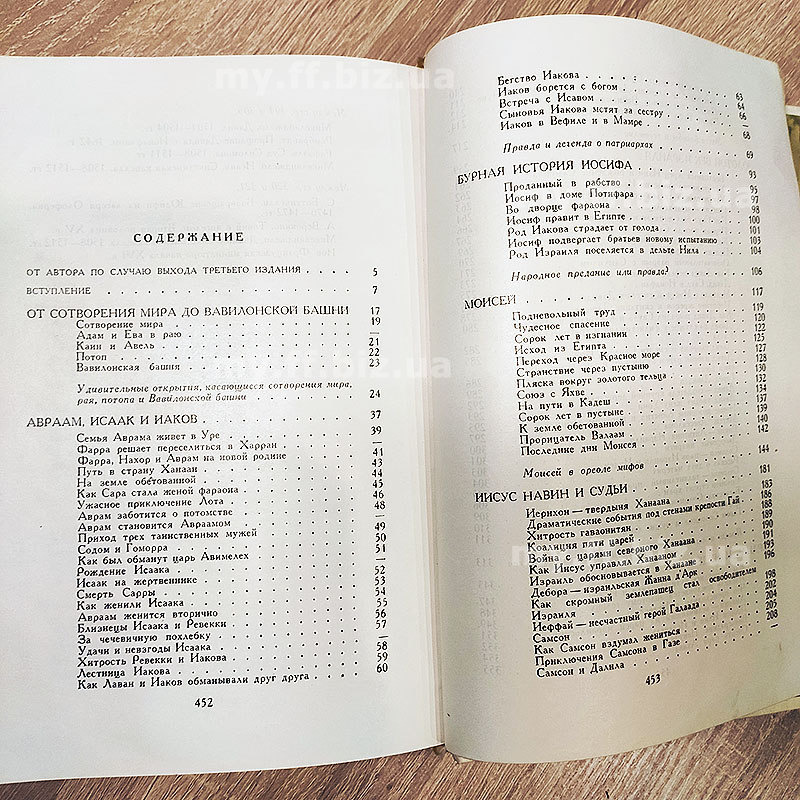 my.ff.biz.ua
СОДЕРЖАНИЕ
ОТ АВТОРА ПО СЛУЧАЮ ВЫХОДА ТРЕТЬЕГО ИЗДАНИЯ . . . . 5
ВСТУПЛЕНИЕ . . . . 7
ОТ СОТВОРЕНИЯ МИРА ДО ВАВИЛОНСКОЙ БАШНИ 17
Сотворение мира . . . . 19
Адам и Ева в раю . . . . —
Каин и Авель . . . . 21
Потоп . . . . 22
Вавилонская башня . . . . 23
Удивительные открытия, касающиеся сотворения мира,
рая, потопа и Вавилонской башни . . . . 24
АВРААМ, ИСААК И ИАКОВ . . . . 37
Семья Аврама живет в Уре . . . . 39
Фарра решает переселиться в Харран . . . . —
Фарра, Нахор и Аврам на новой родине . . . . 41
Путь в страну Ханаан . . . . 43
На земле обетованной . . . . 44
Как Сара стала женой фараона . . . . 45
Ужасное приключение Лота . . . . 46
Аврам заботится о потомстве . . . . 48
Аврам становится Авраамом . . . . 49
Приход трех таинственных мужей . . . . 50
Содом и Гоморра . . . . 51
Как был обманут царь Авимелех . . . . —
Рождение Исаака . . . . 52
Исаак на жертвеннике . . . . 53
Смерть Сарры . . . . 54
Как женили Исаака . . . . 55
Авраам женится вторично . . . . 56
Близнецы Исаака и Ревекки . . . . 57
За чечевичную похлебку . . . . —
Удачи и невзгоды Исаака . . . . 58
Хитрость Ревекки и Иакова . . . . 59
Лестница Иакова . . . . 60
Как Лаван и Иаков обманывали друг друга . . . .
452
Бегство Иакова . . . . 63
Иаков борется с богом . . . . 64
Встреча с Исавом . . . . 66
Сыновья Иакова мстят за сестру . . . .
Иаков в Вефиле и в Мамре . . . . 68
Правда и легенда о патриархах . . . . 69
БУРНАЯ ИСТОРИЯ ИОСИФА . . . . 93
Проданный в рабство . . . . 95
Иосиф в доме Потифара . . . . 97
Во дворце фараона . . . . 98
Иосиф правит в Египте . . . . 100
Род Иакова страдает от голода . . . . 101
Иосиф подвергает братьев новому испытанию . . 103
Род Израиля поселяется в дельте Нила . . . . 104
Народное предание или правда? . . . . 106
МОИСЕЙ . . . . 117
Подневольный труд . . . . 119
Чудесное спасение . . . . 120
Сорок лет в изгнании . . . . 122
Исход из Египта . . . . 125
Переход через Красное море . . . . 127
Странствие через пустыню . . . . 128
Пляска вокруг золотого тельца . . . . 130
Союз с Яхве . . . . 132
На пути в Кадеш . . . . 134
Сорок лет в пустыне . . . . 137
К земле обетованной . . . . 139
Прорицатель Валаам . . . . 140
Последние дни Моисея . . . . 142
Моисей в ореоле мифов . . . . 144
ИИСУС НАВИН И СУДЬИ . . . . 181
Иерихон — твердыня Ханаана . . . . 183
Драматические события под стенами крепости Гай . 186
Хитрость гаваонитян . . . . 188
Коалиция пяти царей . . . . 190
Война с царями северного Ханаана . . . . 191
Как Иисус управлял Ханааном . . . . 193
Израиль обосновывается в Ханаане . . . . 196
Дебора — израильская Жанна д'Арк . . . .
Как скромный землепашец стал освободителем
Израиля . . . . 198
Иеффай — несчастный герой Галаада . . . . 202
Самсон . . . . 204
Как Самсон вздумал жениться . . . . 205
Приключения Самсона в Газе . . . . 208
Самсон и Далила . . . .
453